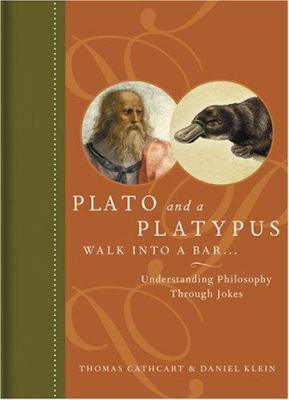 PLATO and a
PLATYPUS
WALK INTO A BAR...
Understanding Philosophy
Through Jokes
THOMAS CATHCART & DANIEL KLEIN